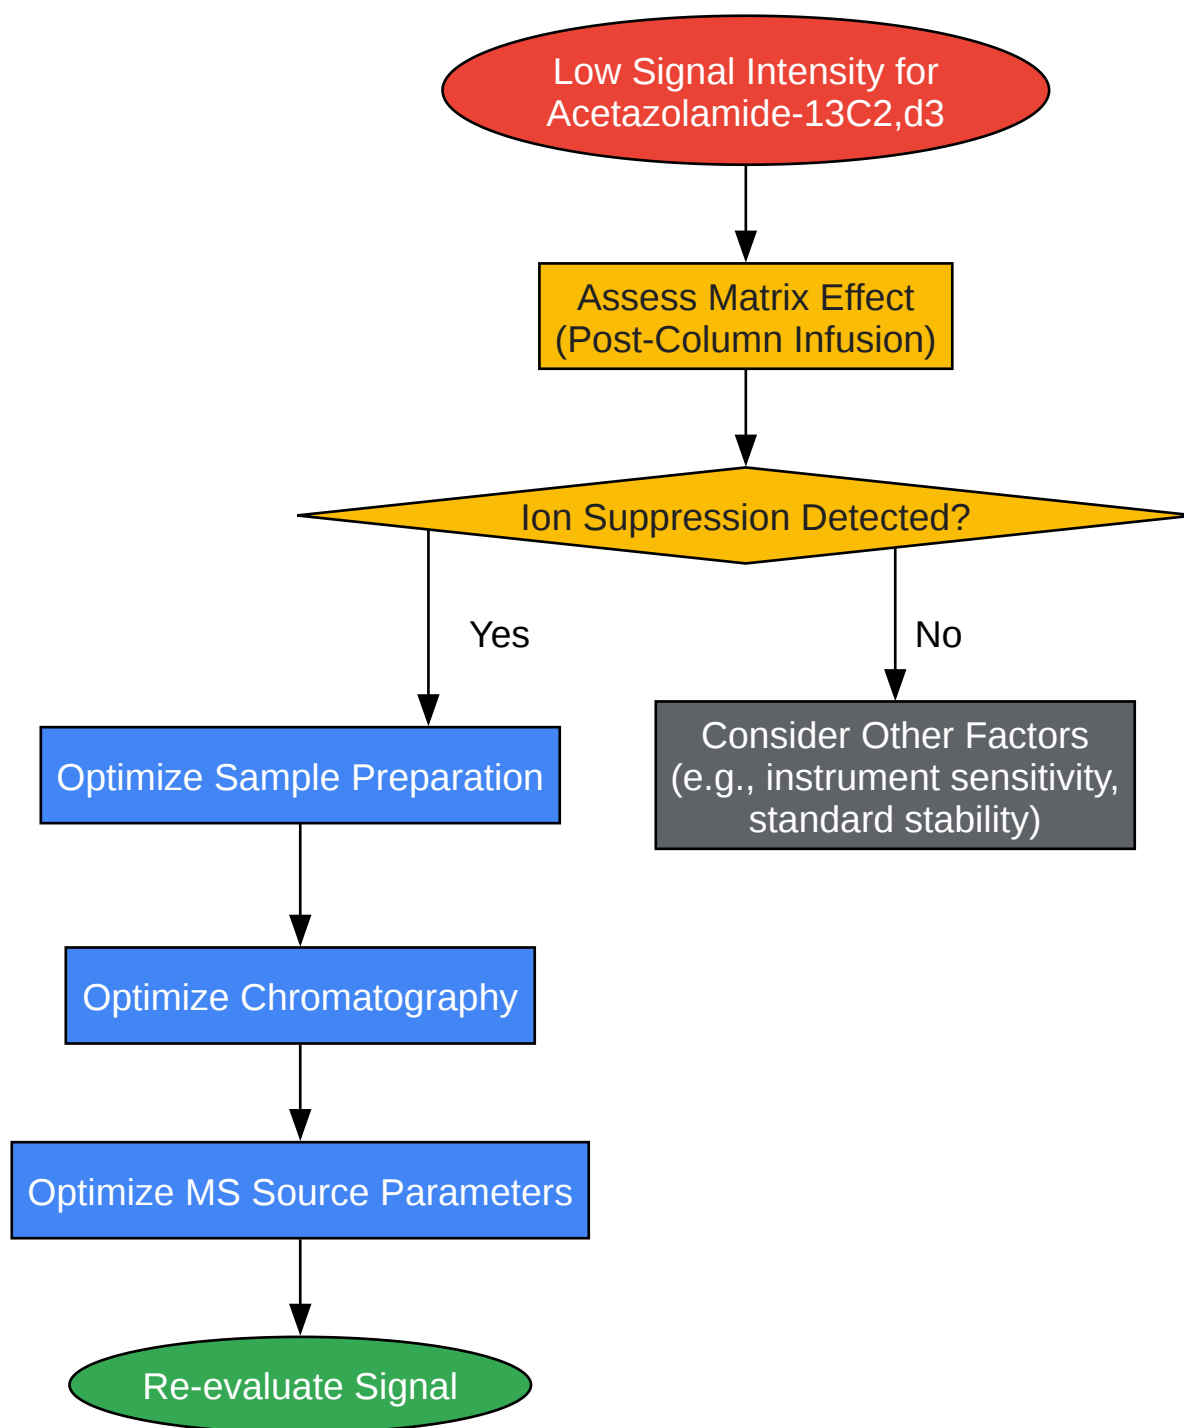 Low Signal Intensity for
Acetazolamide-13C2,d3
Assess Matrix Effect
(Post-Column Infusion)
Ion Suppression Detected?
Yes
No
Optimize Sample Preparation
Consider Other Factors
(e.g., instrument sensitivity,
standard stability)
Optimize Chromatography
Optimize MS Source Parameters
Re-evaluate Signal